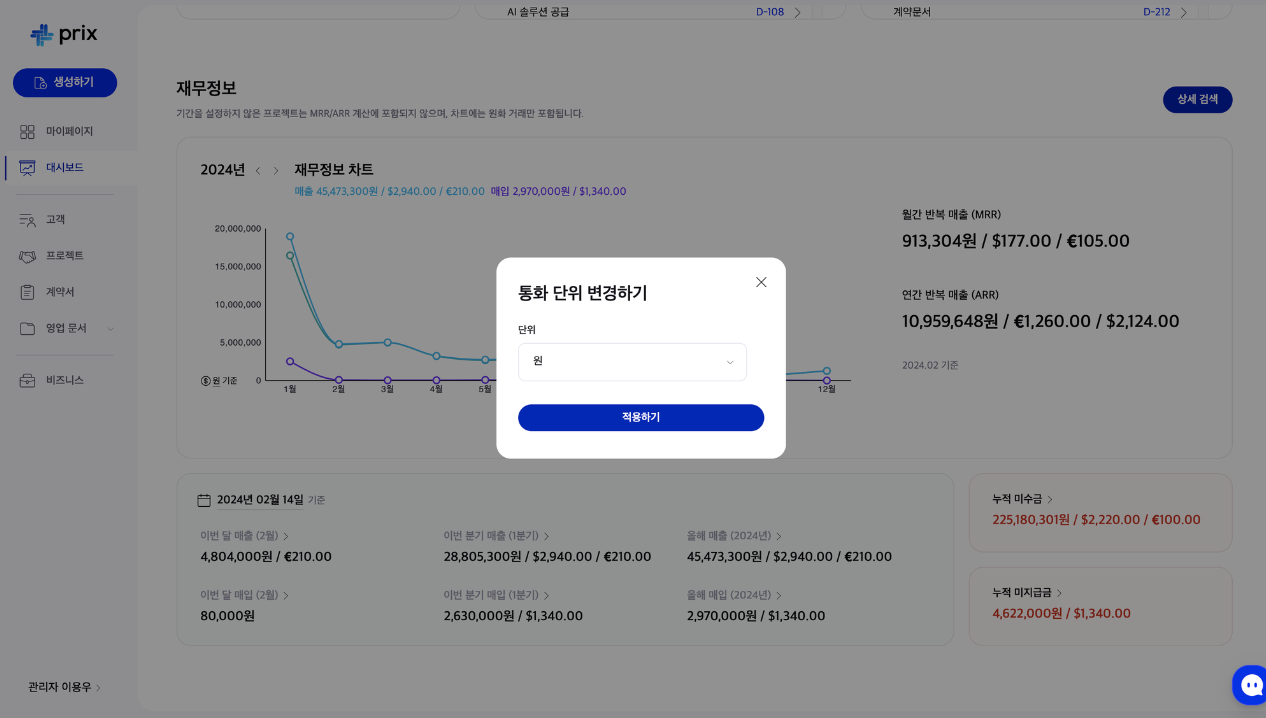 AI 솔루션 공급
D-108
계약문서
D-212
prix
생성하기
마이페이지
대시보드
고객
프로젝트
계약서
영업 문서
비즈니스
관리자 이용우
재무정보
기간을 설정하지 않은 프로젝트는 MRR/ARR 계산에 포함되지 않으며, 차트에는 원화 거래만 포함됩니다.
상세 검색
2024년
재무정보 차트
매출 45,473,300원 / $2,940.00 / €210.00 매입 2,970,000원 / $1,340.00
20,000,000
15,000,000
10,000,000
5,000,000
원 기준
0
1월 2월 3월 4월 5월 12월
월간 반복 매출 (MRR)
913,304원 / $177.00 / €105.00
연간 반복 매출 (ARR)
10,959,648원 / €1,260.00 / $2,124.00
2024.02 기준
통화 단위 변경하기
단위
원
적용하기
2024년 02월 14일 기준
이번 달 매출 (2월)
4,804,000원 / €210.00
이번 분기 매출 (1분기)
28,805,300원 / $2,940.00 / €210.00
올해 매출 (2024년)
45,473,300원 / $2,940.00 / €210.00
이번 달 매입 (2월)
80,000원
이번 분기 매입 (1분기)
2,630,000원 / $1,340.00
올해 매입 (2024년)
2,970,000원 / $1,340.00
누적 미수금
225,180,301원 / $2,220.00 / €100.00
누적 미지급금
4,622,000원 / $1,340.00